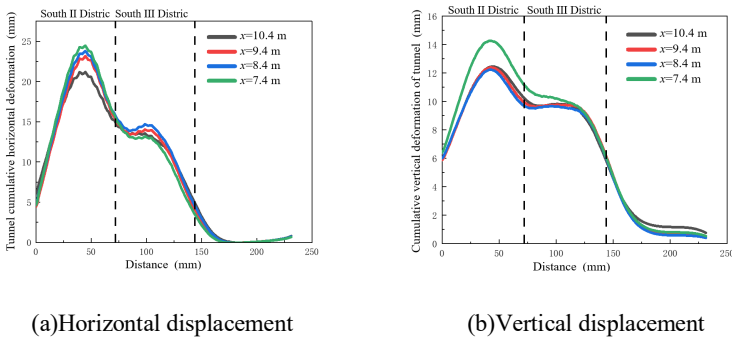 South II Distric South III Distric
Tunnel cumulative horizontal deformation (mm)
25
20
15
10
5
0
x=10.4 m
x=9.4 m
x=8.4 m
x=7.4 m
0 50 100 150 200 250
Distance (mm)
(a)Horizontal displacement
South II Distric South III Distric
Cumulative vertical deformation of tunnel (mm)
16
14
12
10
8
6
4
2
0
x=10.4 m
x=9.4 m
x=8.4 m
x=7.4 m
0 50 100 150 200 250
Distance (mm)
(b)Vertical displacement